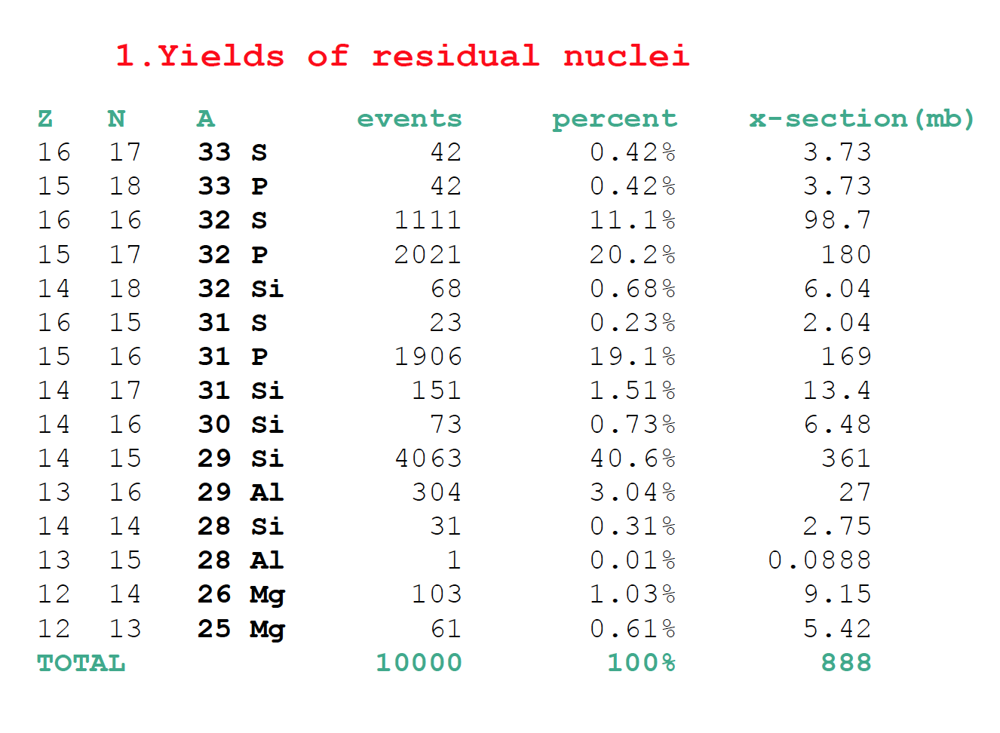 1.Yields of residual nuclei
Z N A events percent x-section(mb)
16 17 33 S 42 0.42% 3.73
15 18 33 P 42 0.42% 3.73
16 16 32 S 1111 11.1% 98.7
15 17 32 P 2021 20.2% 180
14 18 32 Si 68 0.68% 6.04
16 15 31 S 23 0.23% 2.04
15 16 31 P 1906 19.1% 169
14 17 31 Si 151 1.51% 13.4
14 16 30 Si 73 0.73% 6.48
14 15 29 Si 4063 40.6% 361
13 16 29 Al 304 3.04% 27
14 14 28 Si 31 0.31% 2.75
13 15 28 Al 1 0.01% 0.0888
12 14 26 Mg 103 1.03% 9.15
12 13 25 Mg 61 0.61% 5.42
TOTAL 10000 100% 888